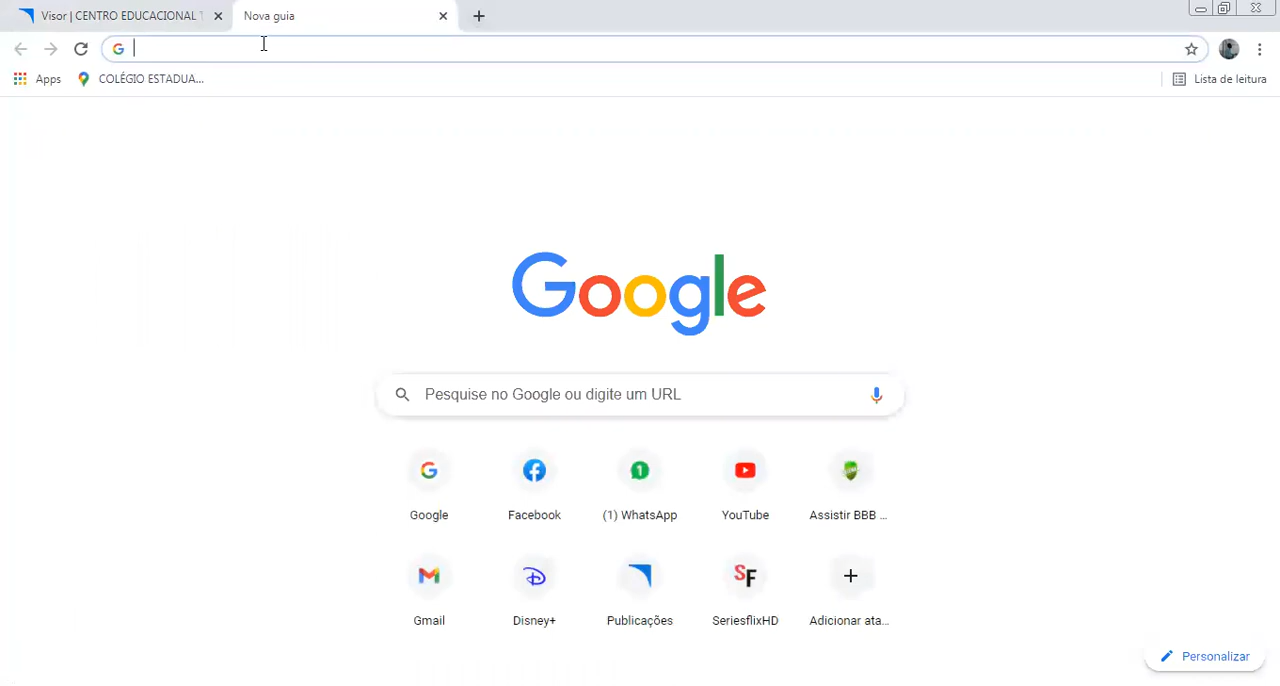 Visor | CENTRO EDUCACIONAL T
Nova guia
Apps
COLÉGIO ESTADUA...
Lista de leitura
Google
Pesquise no Google ou digite um URL
Google
Facebook
(1) WhatsApp
YouTube
Assistir BBB ...
Gmail
Disney+
Publicações
SeriesflixHD
Adicionar ata...
Personalizar